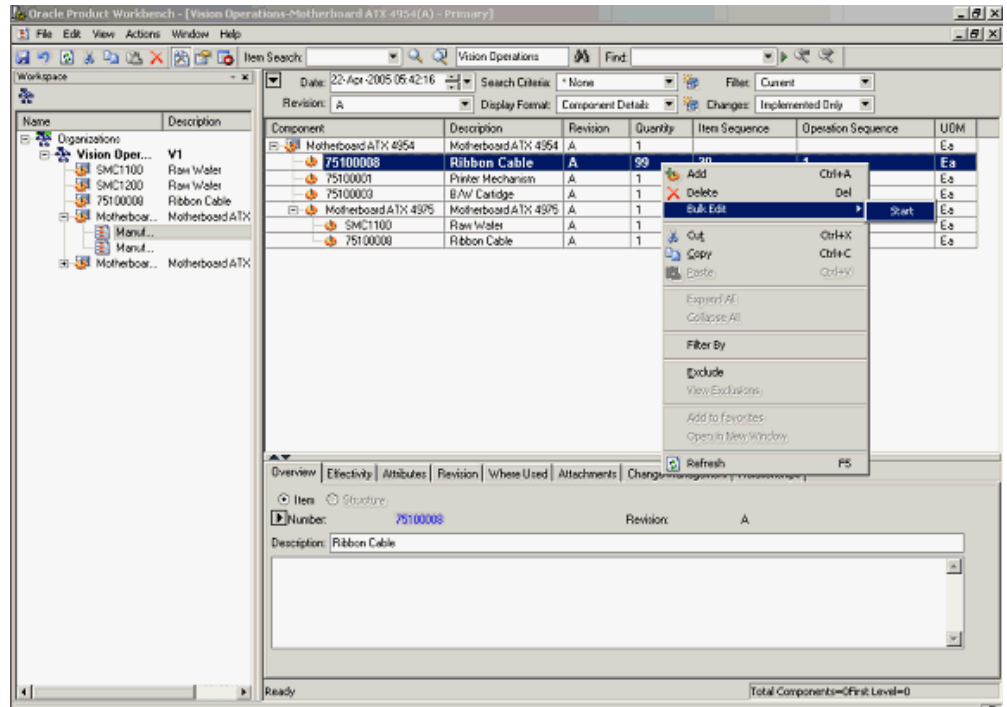 Oracle Product Workbench - [Vision Operations-Motherboard ATX 4954(A) - Primary]
File Edit View Actions Window Help
Item Search: Vision Operations Find:
Workspace
Name Description
Organizations
Vision Oper... V1
SMC1100 Raw Wafer
SMC1200 Raw Wafer
75100008 Ribbon Cable
Motherboar... Motherboard ATX
Manuf...
Manuf...
Motherboar... Motherboard ATX
Date: 22-Apr-2005 05:42:16 Search Criteria: * None Filter: Current
Revision: A Display Format: Component Details Changes: Implemented Only
Component Description Revision Quantity Item Sequence Operation Sequence UOM
Motherboard ATX 4954 Motherboard ATX 4954 A 1 Ea
75100008 Ribbon Cable A 99 30 1 Ea
75100001 Printer Mechanism A 1 Ea
75100003 B/W Cartidge A 1 Ea
Motherboard ATX 4975 Motherboard ATX 4975 A 1 Ea
SMC1100 Raw Wafer A 1 Ea
75100008 Ribbon Cable A 1 Ea
Add Ctrl+A
Delete Del
Bulk Edit Start
Cut Ctrl+X
Copy Ctrl+C
Paste Ctrl+V
Expand All
Collapse All
Filter By
Exclude
View Exclusions
Add to favorites
Open in New Window
Refresh F5
Overview Effectivity Attributes Revision Where Used Attachments Change Management Relationships
Item Structure
Number: 75100008 Revision: A
Description: Ribbon Cable
Ready Total Components=0First Level=0